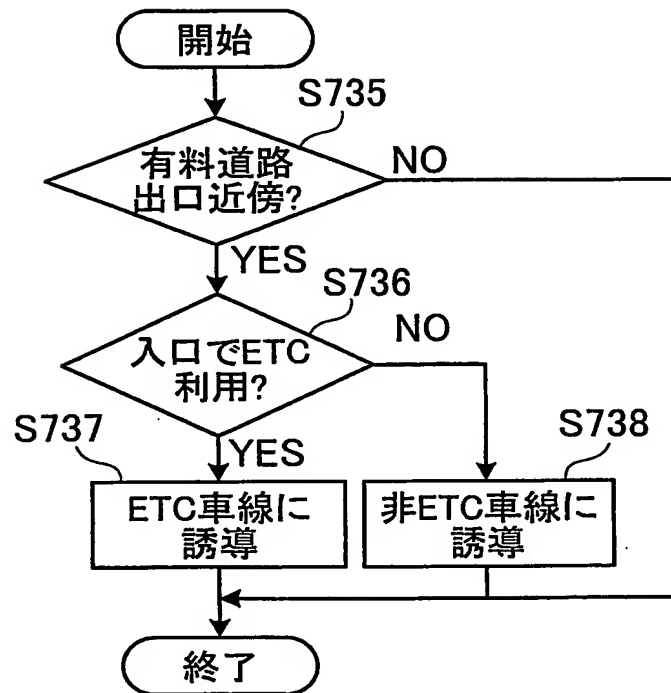 開始
S735
有料道路
出口近傍?
NO
YES
S736
入口でETC
利用?
NO
YES
S737
ETC車線に
誘導
S738
非ETC車線に
誘導
終了